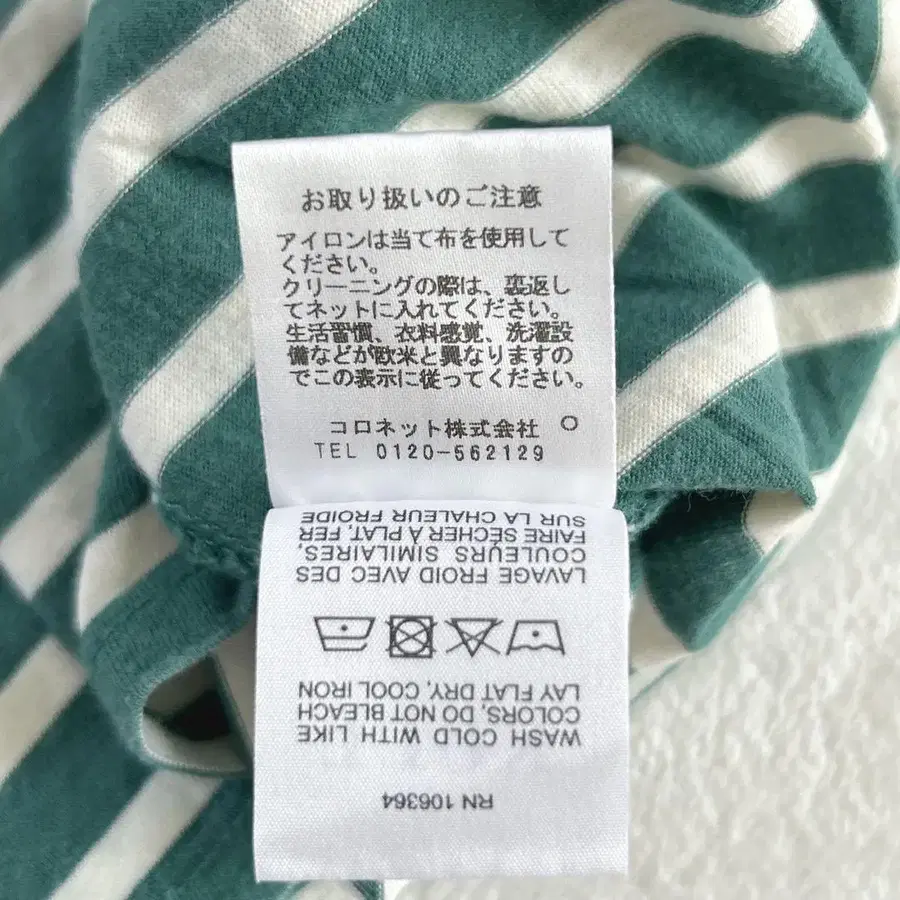 お取り扱いのご注意
アイロンは当て布を使用して
ください。
クリーニングの際は、裏返し
てネットに入れてください。
生活習慣、衣料感覚、洗濯設
備などが欧米と異なりますの
でこの表示に従ってください。
コロネット株式会社
TEL 0120-562129
RN 106364
WASH COLD WITH LIKE
COLORS, DO NOT BLEACH
LAY FLAT DRY, COOL IRON
LAVAGE FROID AVEC DES
COULEURS SIMILAIRES,
FAIRE SÉCHER À PLAT, FER
SUR LA CHALEUR FROIDE